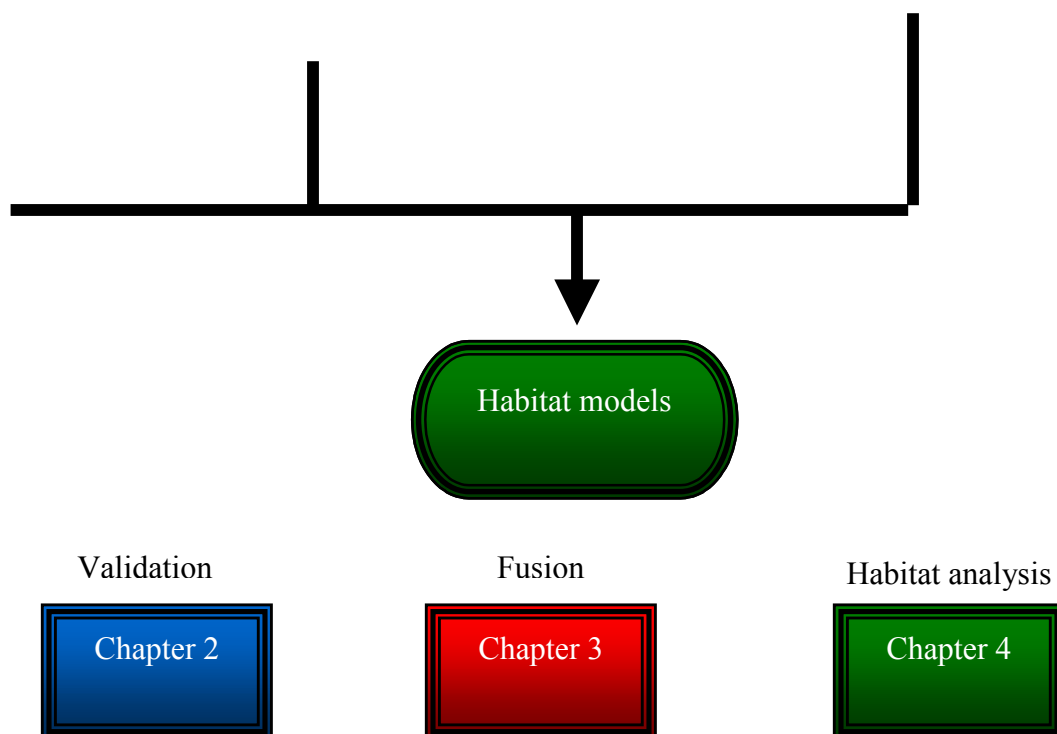 Habitat models
Validation
Fusion
Habitat analysis
Chapter 2
Chapter 3
Chapter 4